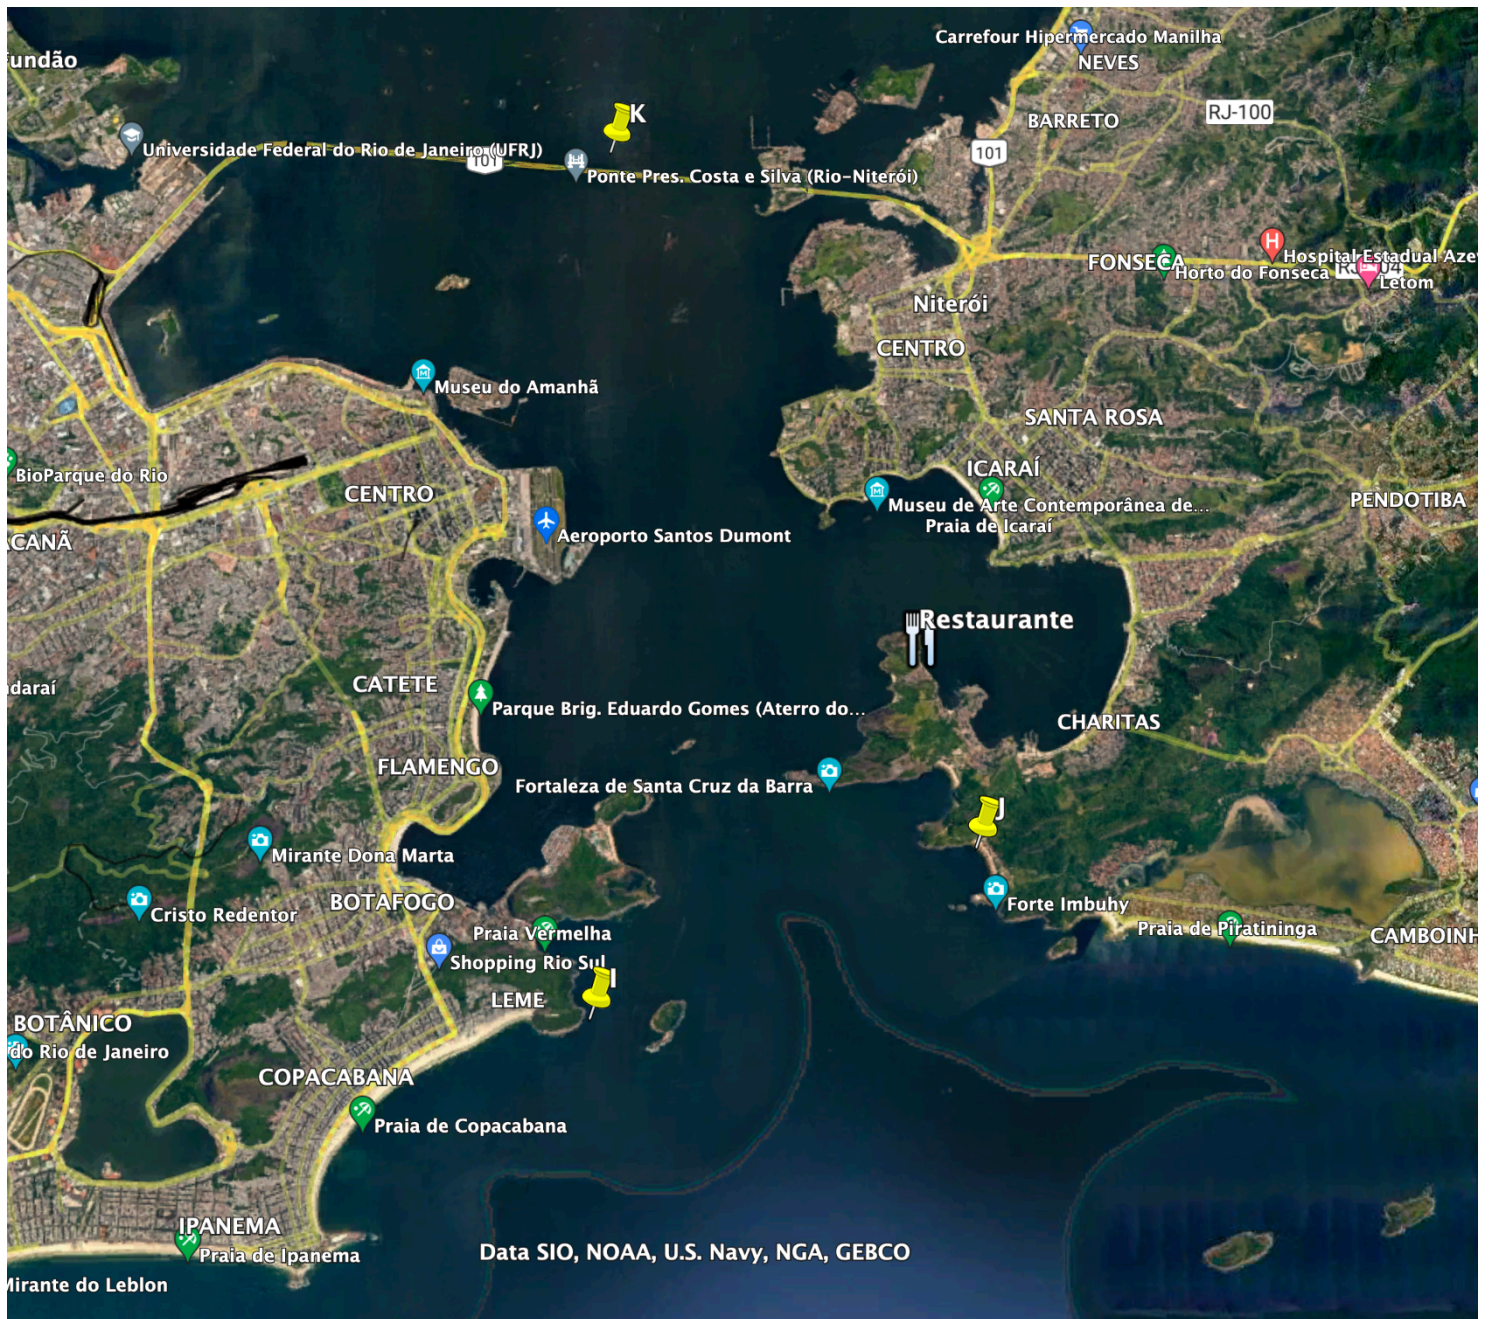 Carrefour Hipermercado Manilha
NEVES
undão
K
RJ-100
BARRETO
Universidade Federal do Rio de Janeiro (UFRJ)
101
101
Ponte Pres. Costa e Silva (Rio-Niterói)
Hospital Estadual Aze
FONSECA
Horto do Fonseca
Letom
Niterói
CENTRO
Museu do Amanhã
SANTA ROSA
BioParque do Rio
ICARAÍ
CENTRO
PENDOTIBA
Museu de Arte Contemporânea de...
Praia de Icaraí
Aeroporto Santos Dumont
ACANÃ
Restaurante
ndaraí
CATETE
Parque Brig. Eduardo Gomes (Aterro do...
CHARITAS
FLAMENGO
Fortaleza de Santa Cruz da Barra
J
Mirante Dona Marta
BOTAFOGO
Forte Imbuhy
Cristo Redentor
Praia Vermelha
Praia de Piratininga
CAMBOINH
Shopping Rio Sul
I
LEME
BOTÂNICO
do Rio de Janeiro
COPACABANA
Praia de Copacabana
IPANEMA
Praia de Ipanema
Data SIO, NOAA, U.S. Navy, NGA, GEBCO
Mirante do Leblon